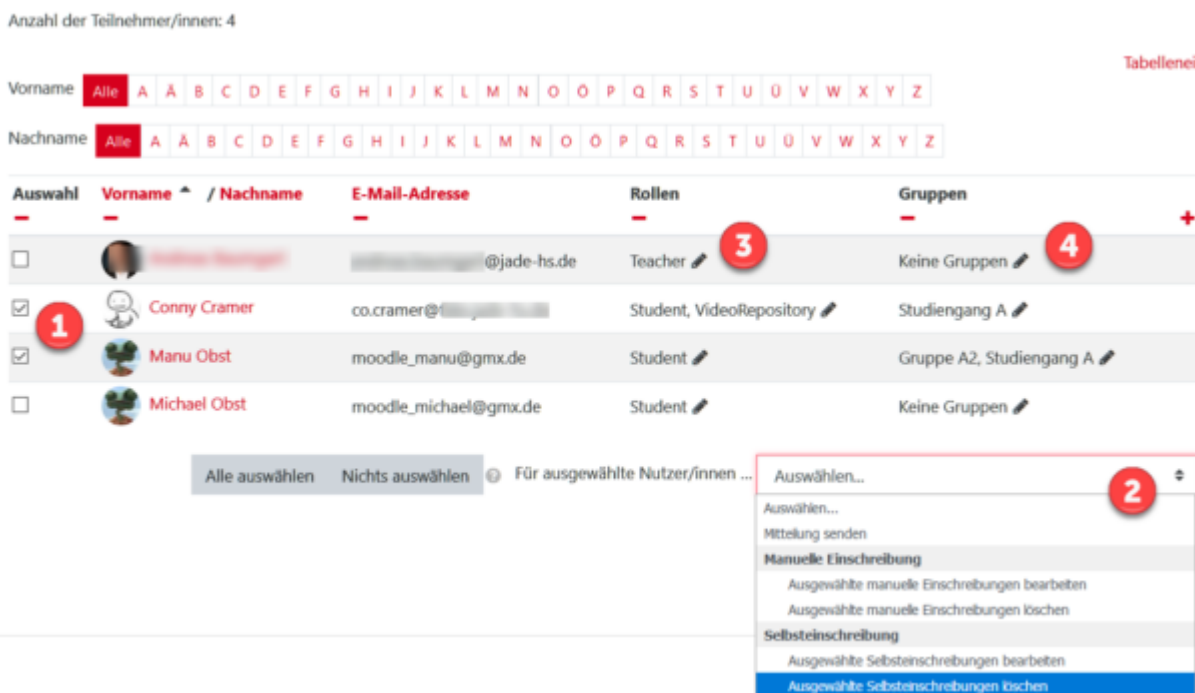 Anzahl der Teilnehmer/innen: 4
Tabellenei
Vorname Alle A Ä B C D E F G H I J K L M N O Ö P Q R S T U Ü V W X Y Z
Nachname Alle A Ä B C D E F G H I J K L M N O Ö P Q R S T U Ü V W X Y Z
Auswahl Vorname / Nachname E-Mail-Adresse Rollen Gruppen
@jade-hs.de Teacher 3 Keine Gruppen 4
Conny Cramer co.cramer@ Student, VideoRepository Studiengang A
1
Manu Obst moodle_manu@gmx.de Student Gruppe A2, Studiengang A
Michael Obst moodle_michael@gmx.de Student Keine Gruppen
Alle auswählen Nichts auswählen Für ausgewählte Nutzer/innen ... Auswählen... 2
Auswählen...
Mitteilung senden
Manuelle Einschreibung
Ausgewählte manuelle Einschreibungen bearbeiten
Ausgewählte manuelle Einschreibungen löschen
Selbsteinschreibung
Ausgewählte Selbsteinschreibungen bearbeiten
Ausgewählte Selbsteinschreibungen löschen